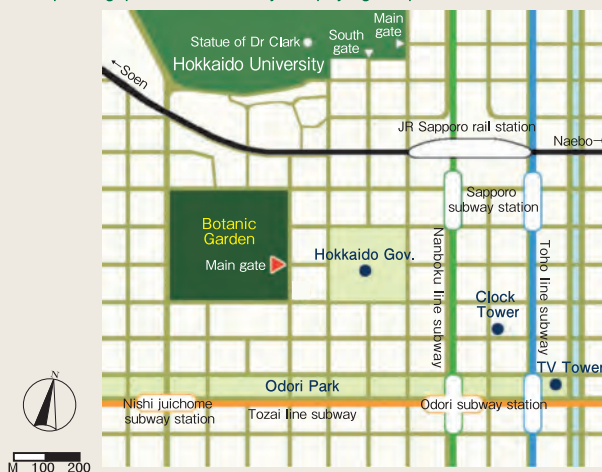 Main
gate
South
gate
Statue of Dr Clark
Hokkaido University
←Soen
JR Sapporo rail station
Naebo→
Sapporo
subway station
Botanic
Garden
Main gate
Hokkaido Gov.
Nanboku line subway
Toho line subway
Clock
Tower
TV Tower
Odori Park
Nishi juichome
subway station
Tozai line subway
Odori subway station
N
M 100 200